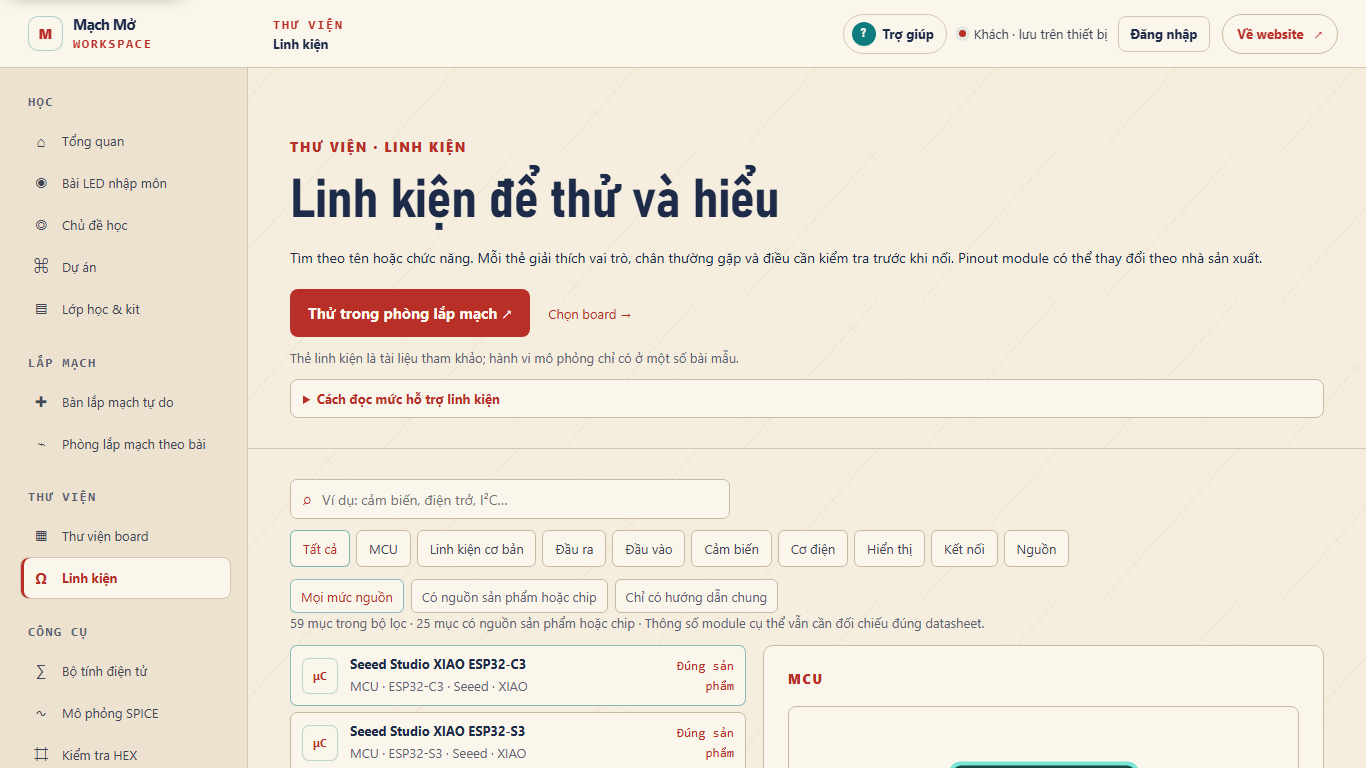 M
Mạch Mở
WORKSPACE
THƯ VIỆN
Linh kiện
? Trợ giúp
Khách · lưu trên thiết bị
Đăng nhập
Về website ↗
HỌC
Tổng quan
Bài LED nhập môn
Chủ đề học
Dự án
Lớp học & kit
LẮP MẠCH
Bàn lắp mạch tự do
Phòng lắp mạch theo bài
THƯ VIỆN
Thư viện board
Ω Linh kiện
CÔNG CỤ
∑ Bộ tính điện tử
∿ Mô phỏng SPICE
Kiểm tra HEX
THƯ VIỆN · LINH KIỆN
Linh kiện để thử và hiểu
Tìm theo tên hoặc chức năng. Mỗi thẻ giải thích vai trò, chân thường gặp và điều cần kiểm tra trước khi nối. Pinout module có thể thay đổi theo nhà sản xuất.
Thử trong phòng lắp mạch ↗
Chọn board →
Thẻ linh kiện là tài liệu tham khảo; hành vi mô phỏng chỉ có ở một số bài mẫu.
▶ Cách đọc mức hỗ trợ linh kiện
Ví dụ: cảm biến, điện trở, I²C...
Tất cả
MCU
Linh kiện cơ bản
Đầu ra
Đầu vào
Cảm biến
Cơ điện
Hiển thị
Kết nối
Nguồn
Mọi mức nguồn
Có nguồn sản phẩm hoặc chip
Chỉ có hướng dẫn chung
59 mục trong bộ lọc · 25 mục có nguồn sản phẩm hoặc chip · Thông số module cụ thể vẫn cần đối chiếu đúng datasheet.
µC
Seeed Studio XIAO ESP32-C3
MCU · ESP32-C3 · Seeed · XIAO
Đúng sản
phẩm
µC
Seeed Studio XIAO ESP32-S3
MCU · ESP32-S3 · Seeed · XIAO
Đúng sản
phẩm
MCU